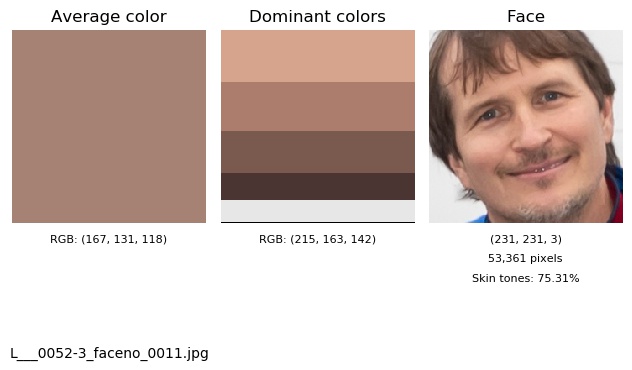 Average color
Dominant colors
Face
RGB: (167, 131, 118)
RGB: (215, 163, 142)
(231, 231, 3)
53,361 pixels
Skin tones: 75.31%
L___0052-3_faceno_0011.jpg